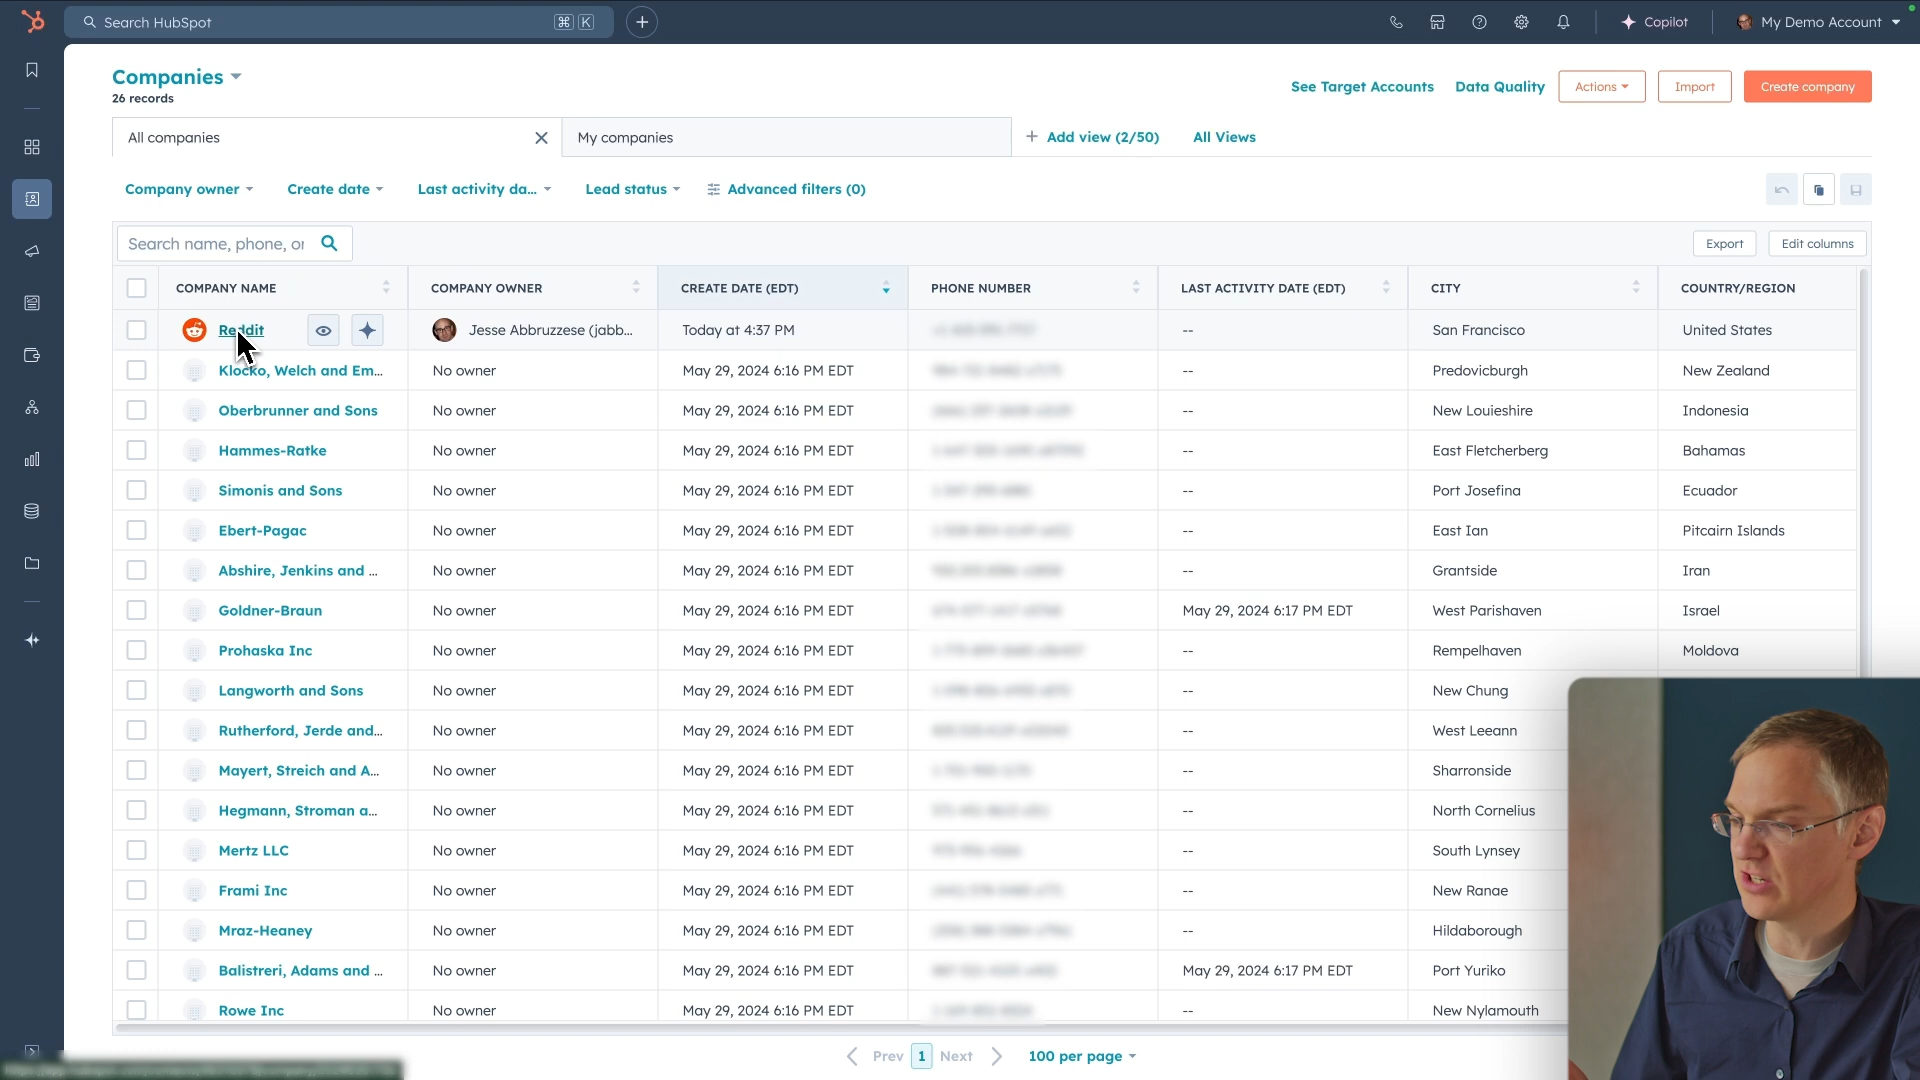 Search HubSpot
⌘ K
Copilot
My Demo Account
Companies
26 records
See Target Accounts
Data Quality
Actions
Import
Create company
All companies
My companies
Add view (2/50)
All Views
Company owner
Create date
Last activity da...
Lead status
Advanced filters (0)
Search name, phone, or
Export
Edit columns
COMPANY NAME COMPANY OWNER CREATE DATE (EDT) PHONE NUMBER LAST ACTIVITY DATE (EDT) CITY COUNTRY/REGION
Reddit Jesse Abbruzzese (jabb... Today at 4:37 PM -- San Francisco United States
Klocko, Welch and Em... No owner May 29, 2024 6:16 PM EDT -- Predovicburgh New Zealand
Oberbrunner and Sons No owner May 29, 2024 6:16 PM EDT -- New Louieshire Indonesia
Hammes-Ratke No owner May 29, 2024 6:16 PM EDT -- East Fletcherberg Bahamas
Simonis and Sons No owner May 29, 2024 6:16 PM EDT -- Port Josefina Ecuador
Ebert-Pagac No owner May 29, 2024 6:16 PM EDT -- East Ian Pitcairn Islands
Abshire, Jenkins and ... No owner May 29, 2024 6:16 PM EDT -- Grantside Iran
Goldner-Braun No owner May 29, 2024 6:16 PM EDT May 29, 2024 6:17 PM EDT West Parishaven Israel
Prohaska Inc No owner May 29, 2024 6:16 PM EDT -- Rempelhaven Moldova
Langworth and Sons No owner May 29, 2024 6:16 PM EDT -- New Chung
Rutherford, Jerde and... No owner May 29, 2024 6:16 PM EDT -- West Leeann
Mayert, Streich and A... No owner May 29, 2024 6:16 PM EDT -- Sharronside
Hegmann, Stroman a... No owner May 29, 2024 6:16 PM EDT -- North Cornelius
Mertz LLC No owner May 29, 2024 6:16 PM EDT -- South Lynsey
Frami Inc No owner May 29, 2024 6:16 PM EDT -- New Ranae
Mraz-Heaney No owner May 29, 2024 6:16 PM EDT -- Hildaborough
Balistreri, Adams and ... No owner May 29, 2024 6:16 PM EDT May 29, 2024 6:17 PM EDT Port Yuriko
Rowe Inc No owner May 29, 2024 6:16 PM EDT -- New Nylamouth
Prev 1 Next 100 per page